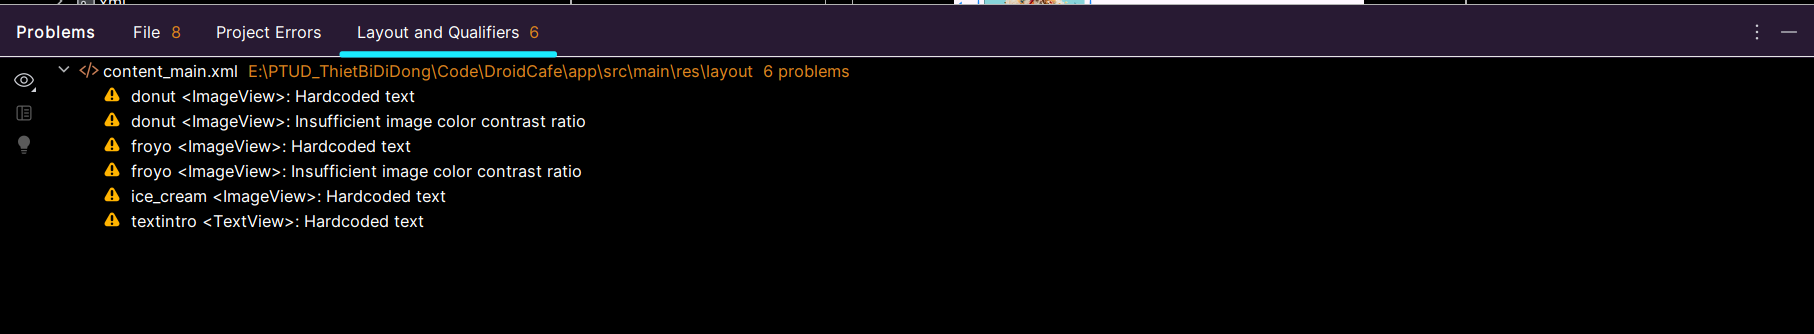 xml
Problems File 8 Project Errors Layout and Qualifiers 6
</> content_main.xml E:\PTUD_ThietBiDiDong\Code\DroidCafe\app\src\main\res\layout 6 problems
donut <ImageView>: Hardcoded text
donut <ImageView>: Insufficient image color contrast ratio
froyo <ImageView>: Hardcoded text
froyo <ImageView>: Insufficient image color contrast ratio
ice_cream <ImageView>: Hardcoded text
textintro <TextView>: Hardcoded text